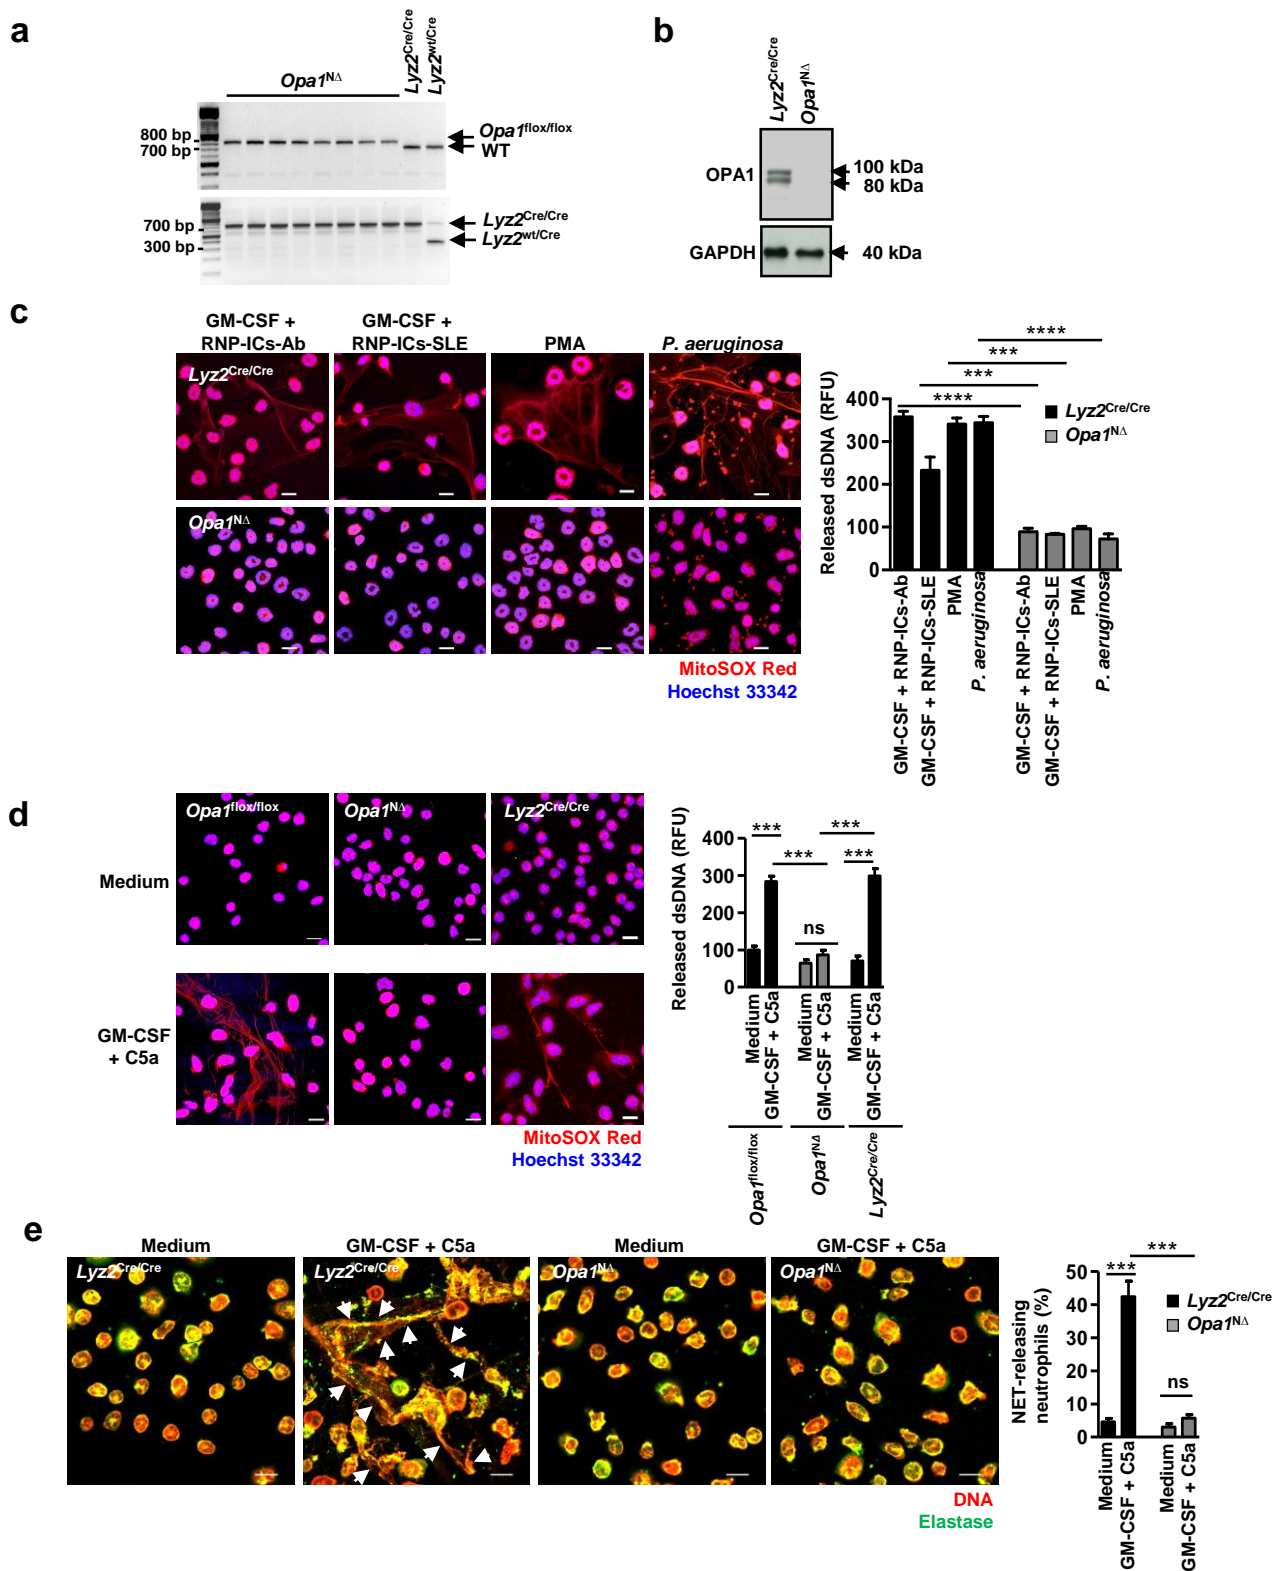 a
Opa1NΔ
Lyz2Cre/Cre
Lyz2wt/Cre
800 bp
700 bp
Opa1flox/flox
WT
700 bp
300 bp
Lyz2Cre/Cre
Lyz2wt/Cre
b
Lyz2Cre/Cre
Opa1NΔ
OPA1
100 kDa
80 kDa
GAPDH
40 kDa
c
GM-CSF +
RNP-ICs-Ab
GM-CSF +
RNP-ICs-SLE
PMA
P. aeruginosa
Lyz2Cre/Cre
Opa1NΔ
MitoSOX Red
Hoechst 33342
****
***
***
****
Released dsDNA (RFU)
400
300
200
100
0
Lyz2Cre/Cre
Opa1NΔ
GM-CSF + RNP-ICs-Ab
GM-CSF + RNP-ICs-SLE
PMA
P. aeruginosa
GM-CSF + RNP-ICs-Ab
GM-CSF + RNP-ICs-SLE
PMA
P. aeruginosa
d
Opa1flox/flox
Opa1NΔ
Lyz2Cre/Cre
Medium
GM-CSF
+ C5a
MitoSOX Red
Hoechst 33342
Released dsDNA (RFU)
400
300
200
100
0
***
***
***
***
ns
Medium
GM-CSF + C5a
Medium
GM-CSF + C5a
Medium
GM-CSF + C5a
Opa1flox/flox
Opa1NΔ
Lyz2Cre/Cre
e
Medium
GM-CSF + C5a
Medium
GM-CSF + C5a
Lyz2Cre/Cre
Lyz2Cre/Cre
Opa1NΔ
Opa1NΔ
DNA
Elastase
NET-releasing
neutrophils (%)
50
40
30
20
10
0
***
***
ns
Lyz2Cre/Cre
Opa1NΔ
Medium
GM-CSF + C5a
Medium
GM-CSF + C5a